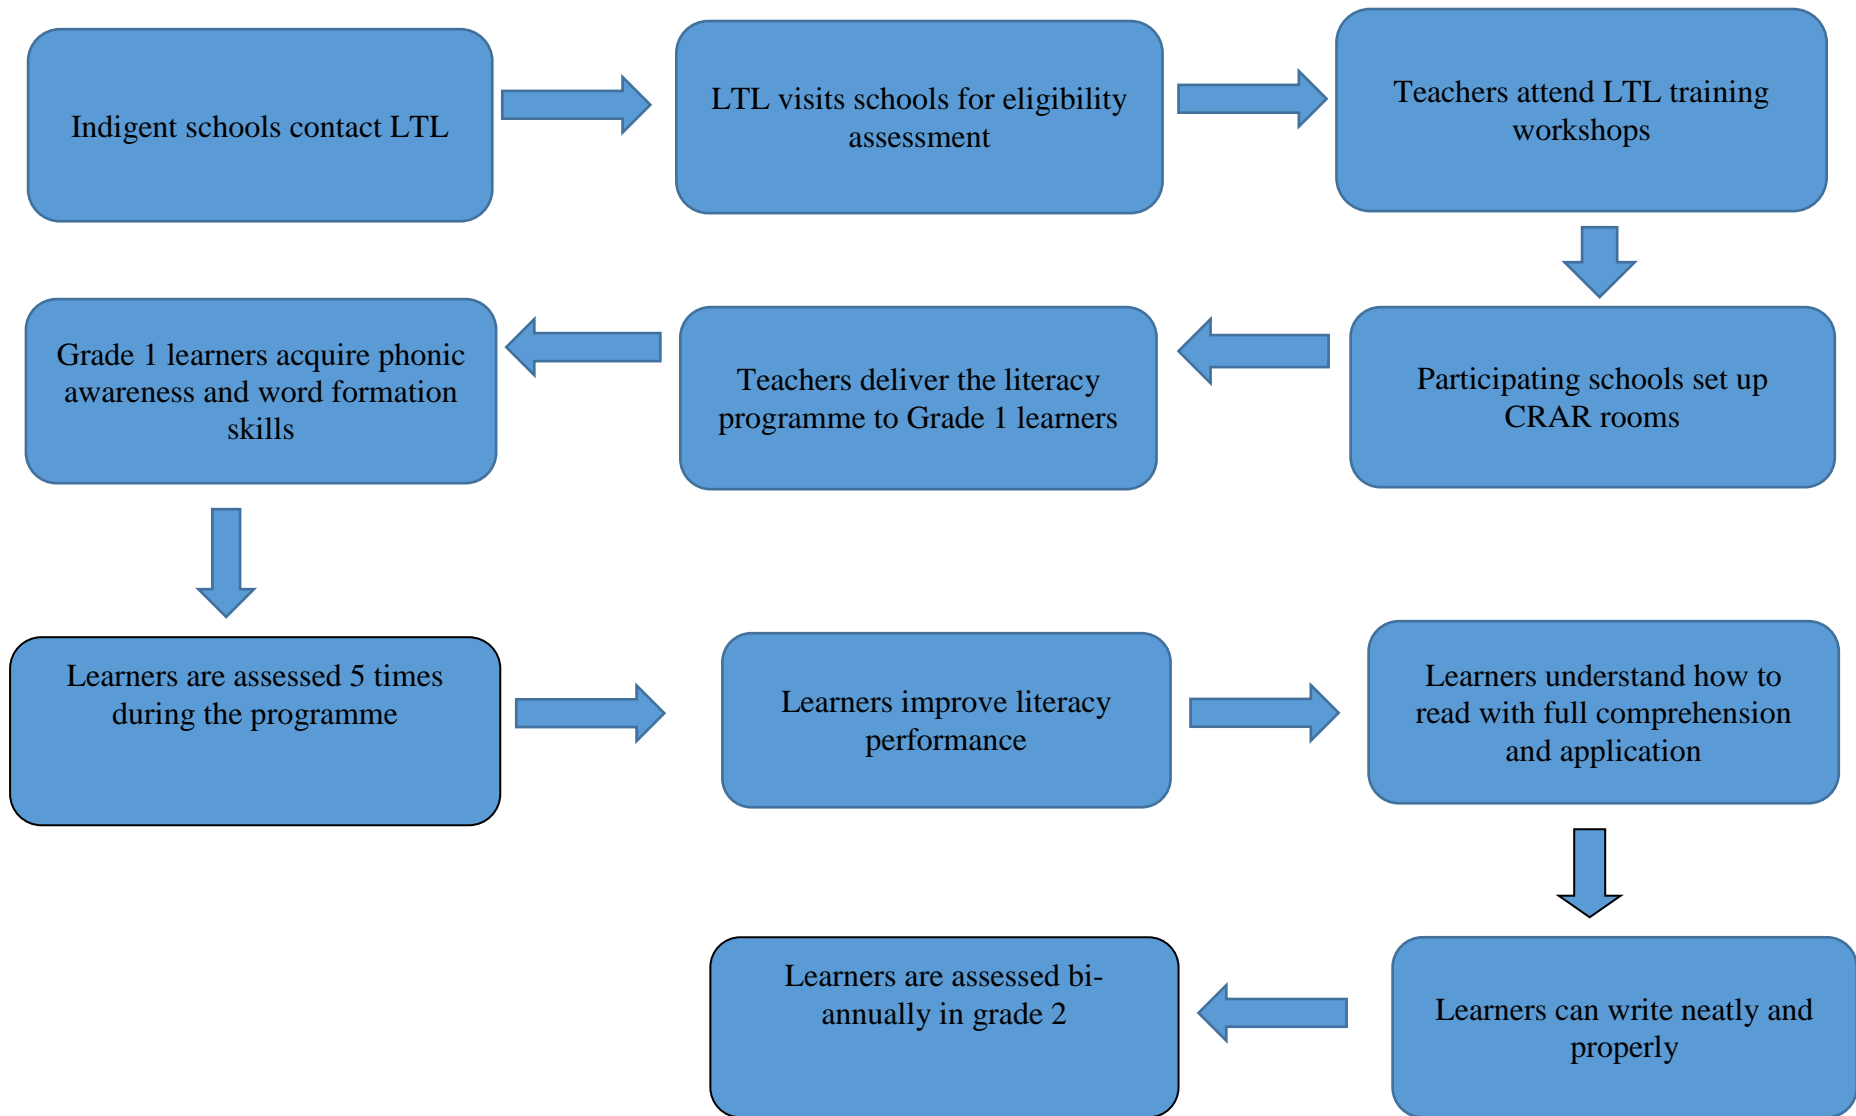 Indigent schools contact LTL
LTL visits schools for eligibility
assessment
Teachers attend LTL training
workshops
Participating schools set up
CRAR rooms
Teachers deliver the literacy
programme to Grade 1 learners
Grade 1 learners acquire phonic
awareness and word formation
skills
Learners are assessed 5 times
during the programme
Learners improve literacy
performance
Learners understand how to
read with full comprehension
and application
Learners can write neatly and
properly
Learners are assessed bi-
annually in grade 2